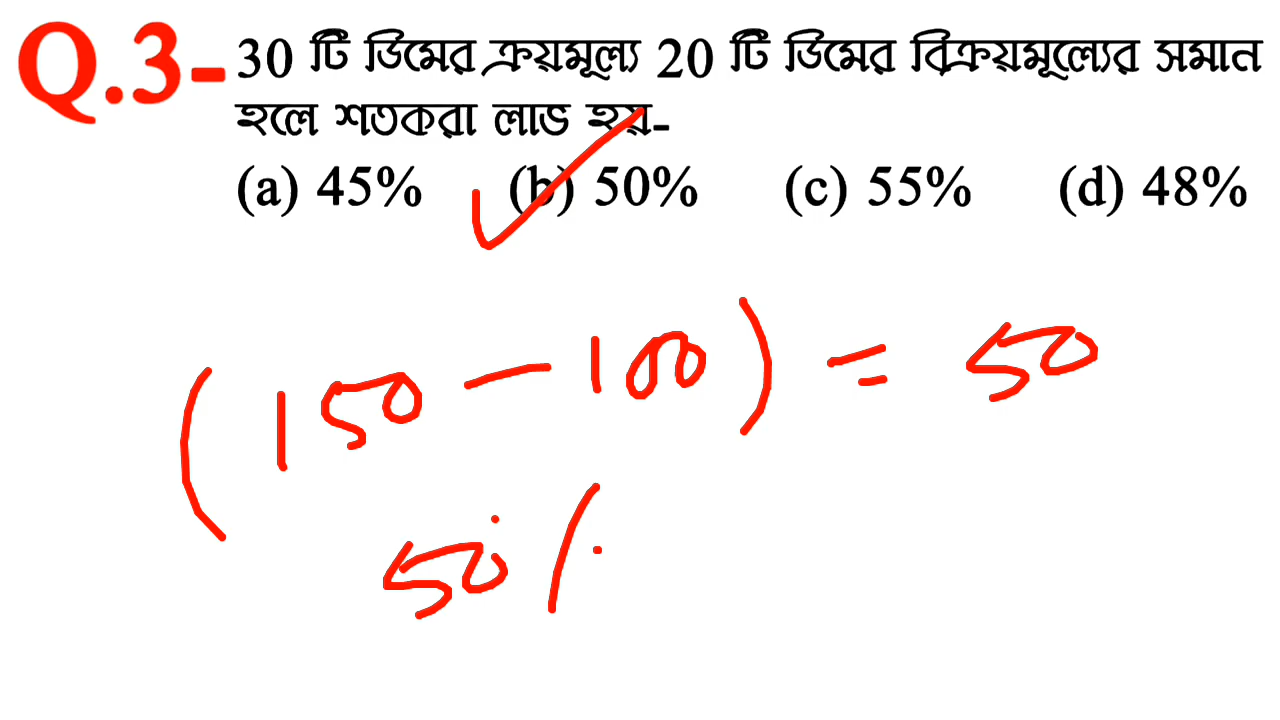 Q.3- 30 টি ডিমের ক্রয়মূল্য 20 টি ডিমের বিক্রয়মূল্যের সমান
হলে শতকরা লাভ হয়-
(a) 45% (b) 50% (c) 55% (d) 48%
(150 - 100) = 50
50%